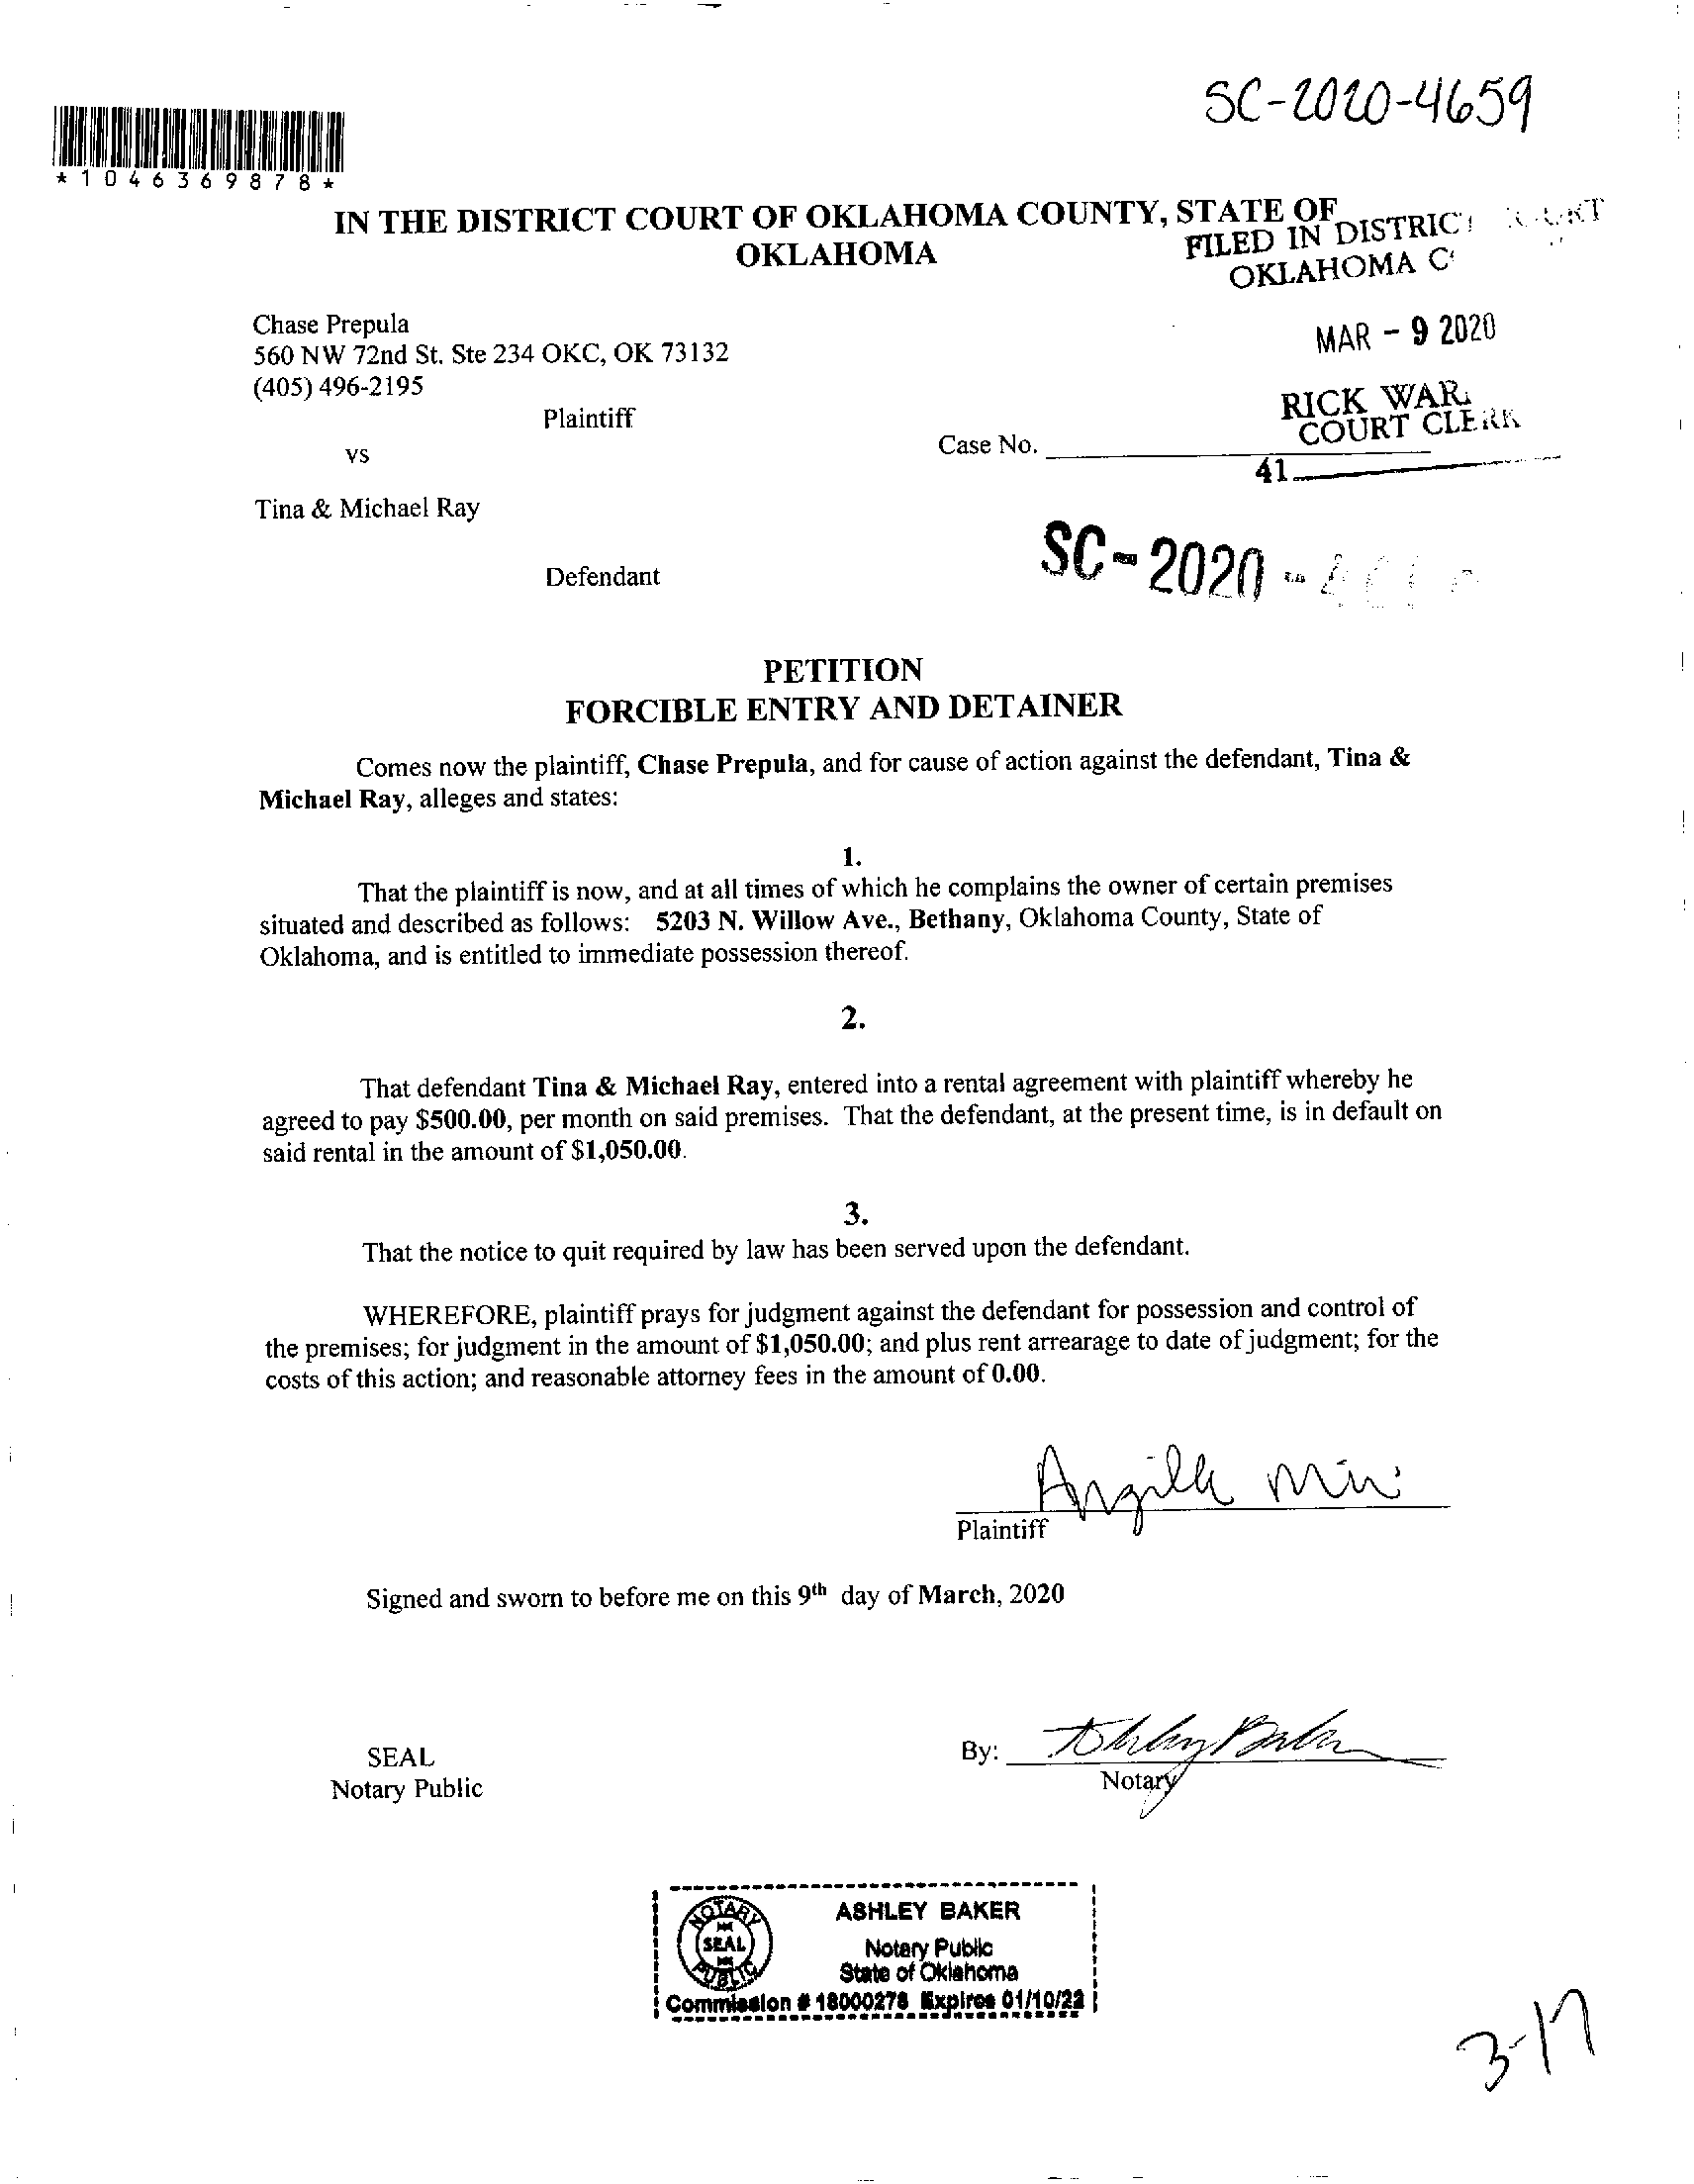 SC-2020-4659
*1046369878*
IN THE DISTRICT COURT OF OKLAHOMA COUNTY, STATE OF
OKLAHOMA
FILED IN DISTRICT
OKLAHOMA
Chase Prepula
560 NW 72nd St. Ste 234 OKC, OK 73132
(405) 496-2195
MAR - 9 2020
Plaintiff
RICK
COURT CLERK
vs
Case No.
41
Tina & Michael Ray
Defendant
SC-2020-
PETITION
FORCIBLE ENTRY AND DETAINER
Comes now the plaintiff, Chase Prepula, and for cause of action against the defendant, Tina &
Michael Ray, alleges and states:
1.
That the plaintiff is now, and at all times of which he complains the owner of certain premises
situated and described as follows: 5203 N. Willow Ave., Bethany, Oklahoma County, State of
Oklahoma, and is entitled to immediate possession thereof.
2.
That defendant Tina & Michael Ray, entered into a rental agreement with plaintiff whereby he
agreed to pay $500.00, per month on said premises. That the defendant, at the present time, is in default on
said rental in the amount of $1,050.00.
3.
That the notice to quit required by law has been served upon the defendant.
WHEREFORE, plaintiff prays for judgment against the defendant for possession and control of
the premises; for judgment in the amount of $1,050.00; and plus rent arrearage to date of judgment; for the
costs of this action; and reasonable attorney fees in the amount of 0.00.
Plaintiff
Signed and sworn to before me on this 9th day of March, 2020
SEAL
Notary Public
By: Ashley Baker
Notary
NOTARY
SEAL
PUBLIC
ASHLEY BAKER
Notary Public
State of Oklahoma
Commission # 18000278 Expires 01/10/22
3-17